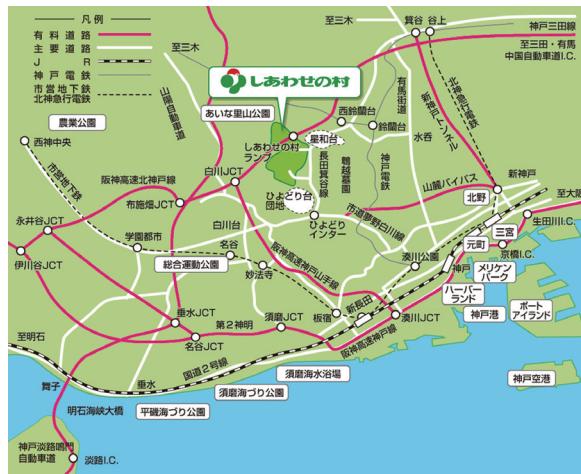 凡例
有料道路
主要道路
JR
神戸電鉄
市営地下鉄
北神急行電鉄
至三木
至三木
箕谷
谷上
神戸三田線
至三田・有馬
中国自動車道I.C.
しあわせの村
山陽自動車道
あいな里山公園
有馬街道
新神戸トンネル
北神急行電鉄
西鈴蘭台
鈴蘭台
農業公園
西神中央
しあわせの村
ランプ
星和台
長田箕谷線
鵯越墓園
神戸電鉄
水呑
白川JCT
阪神高速北神戸線
山麓バイパス
新神戸
布施畑JCT
ひよどり台
団地
北野
至大阪
市営地下鉄
永井谷JCT
白川台
ひよどり
インター
市道夢野白川線
生田川I.C.
学園都市
名谷
三宮
元町
京橋I.C.
伊川谷JCT
総合運動公園
妙法寺
阪神高速神戸山手線
湊川公園
神戸
メリケン
パーク
ハーバー
ランド
神戸港
ポート
アイランド
新長田
板宿
垂水JCT
第2神明
須磨JCT
湊川JCT
名谷JCT
至明石
国道2号線
阪神高速神戸線
須磨海水浴場
舞子
垂水
須磨海づり公園
神戸空港
明石海峡大橋
平磯海づり公園
神戸淡路鳴門
自動車道
淡路I.C.